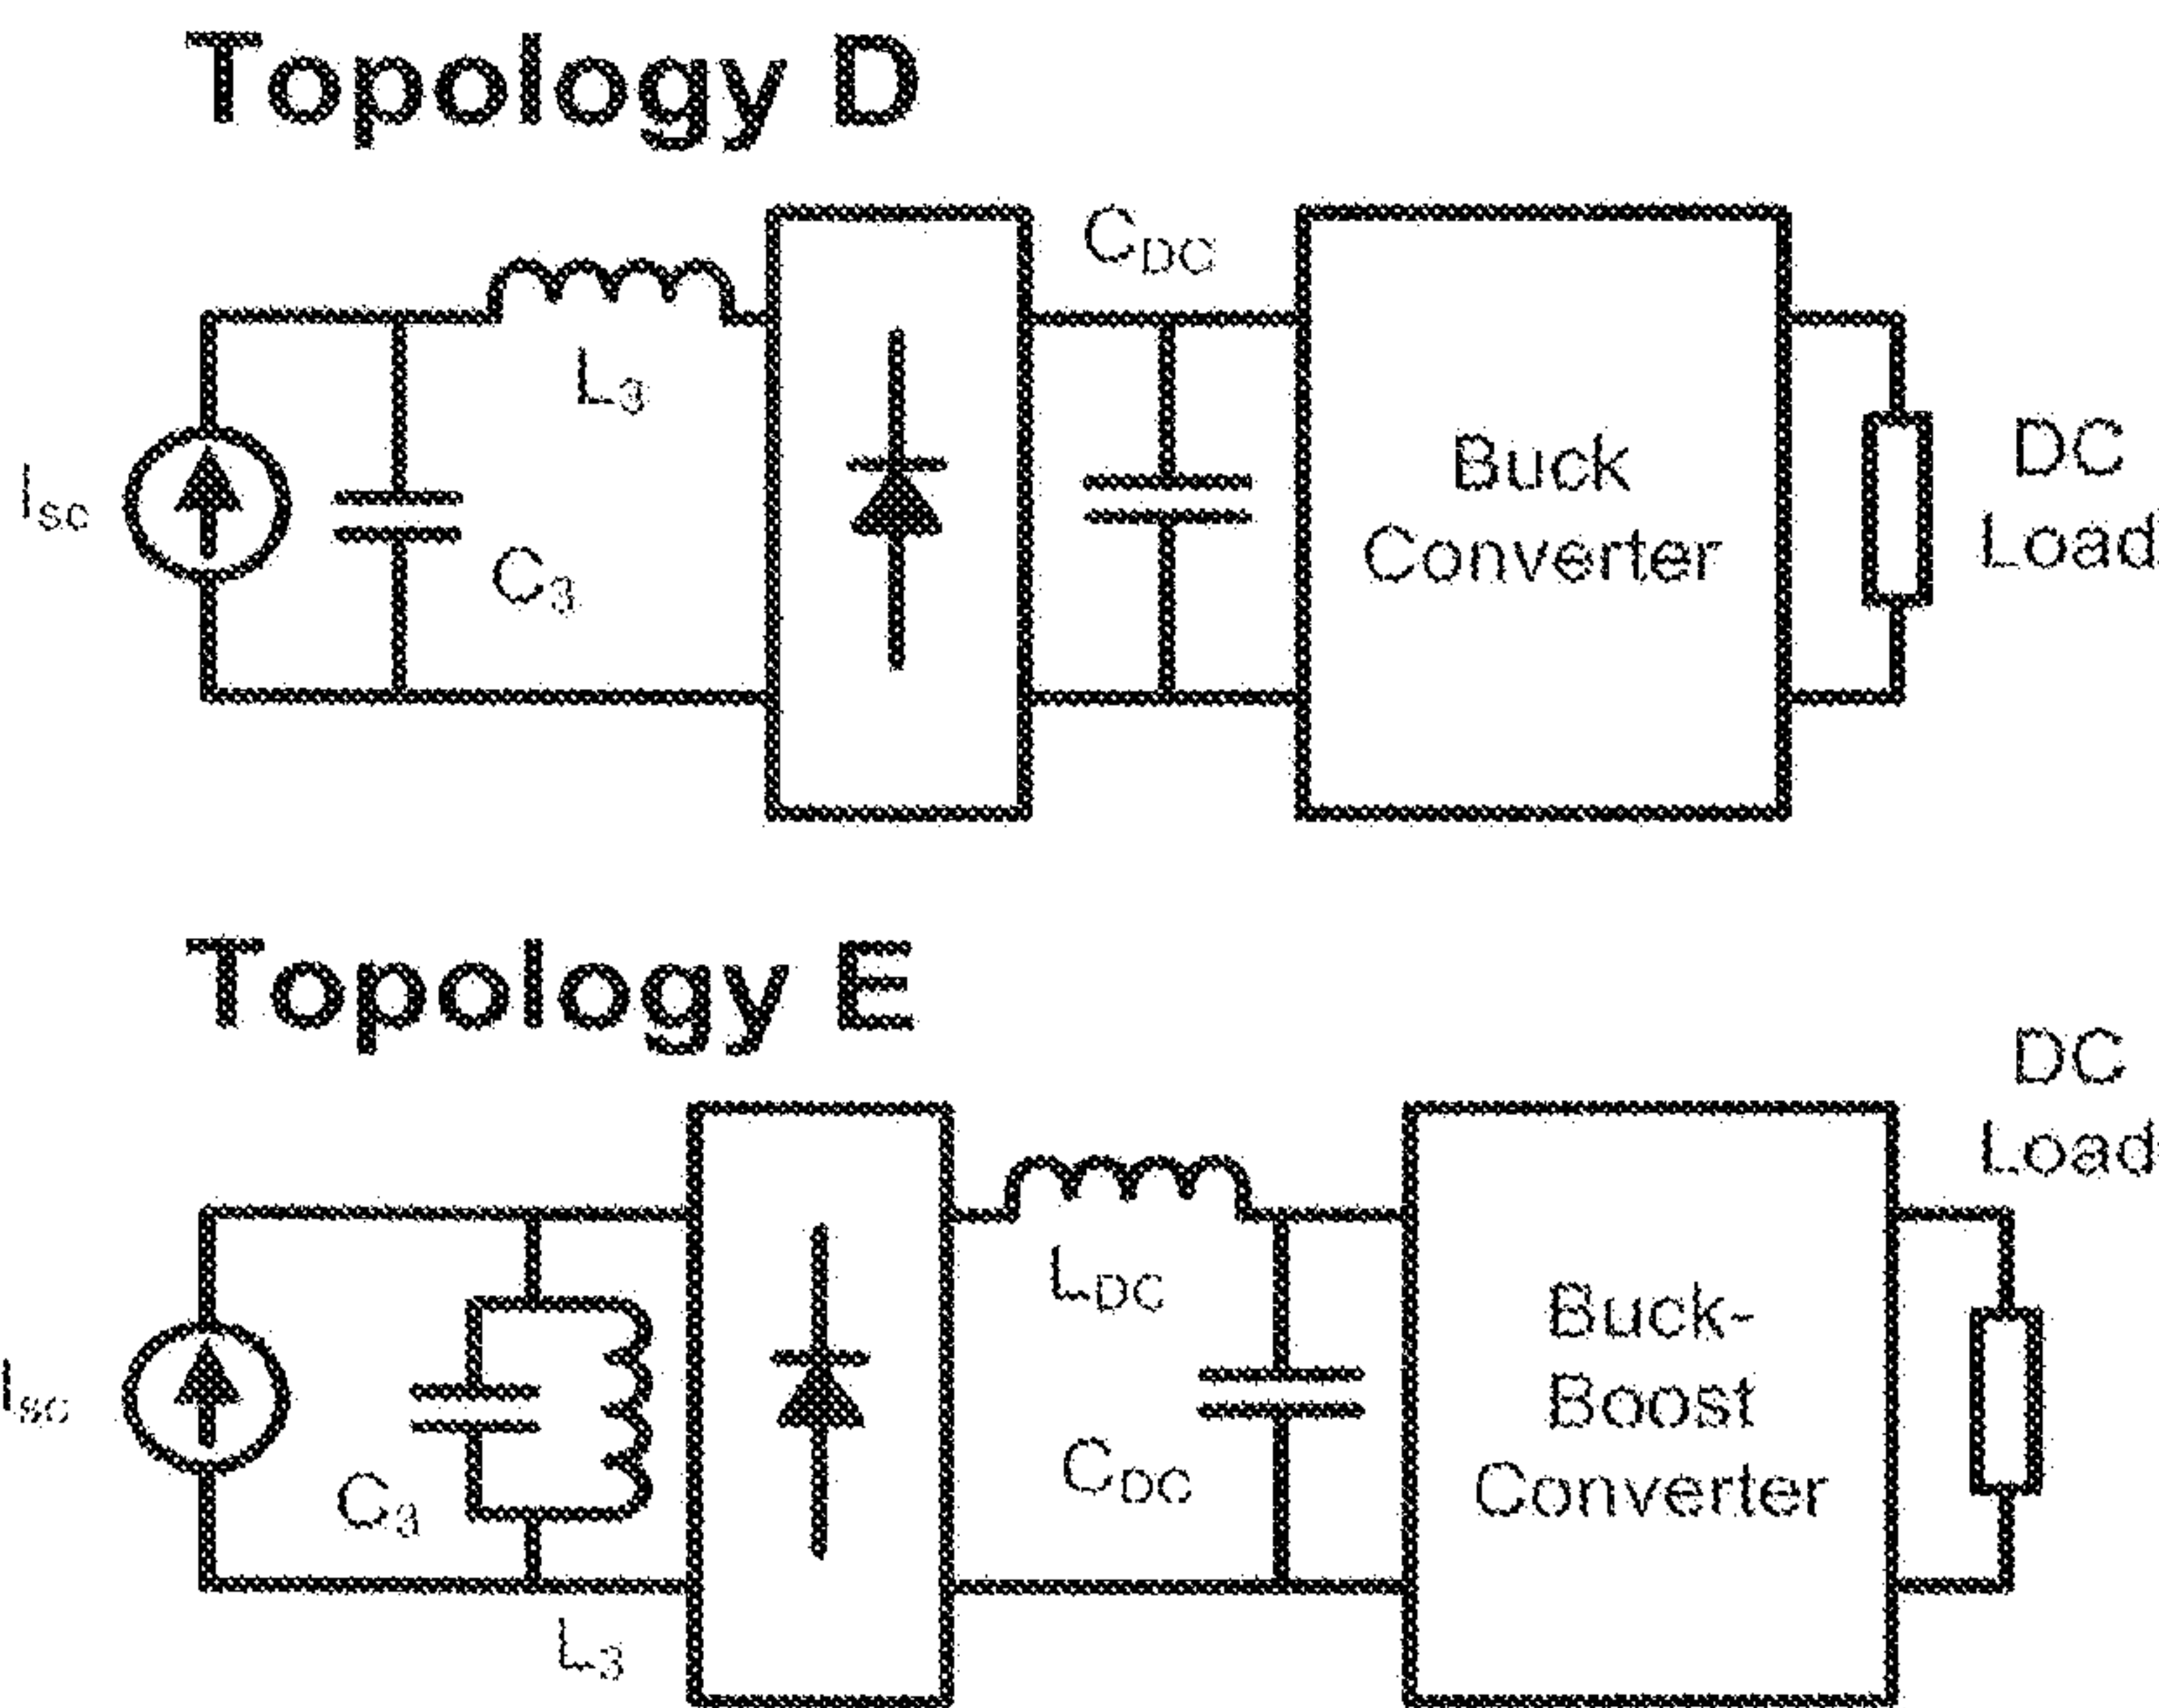 Topology D
C_DC
L_3
I_sc
C_3
Buck
Converter
DC
Load
Topology E
DC
Load
L_DC
I_sc
C_3
C_DC
Buck-
Boost
Converter
L_3